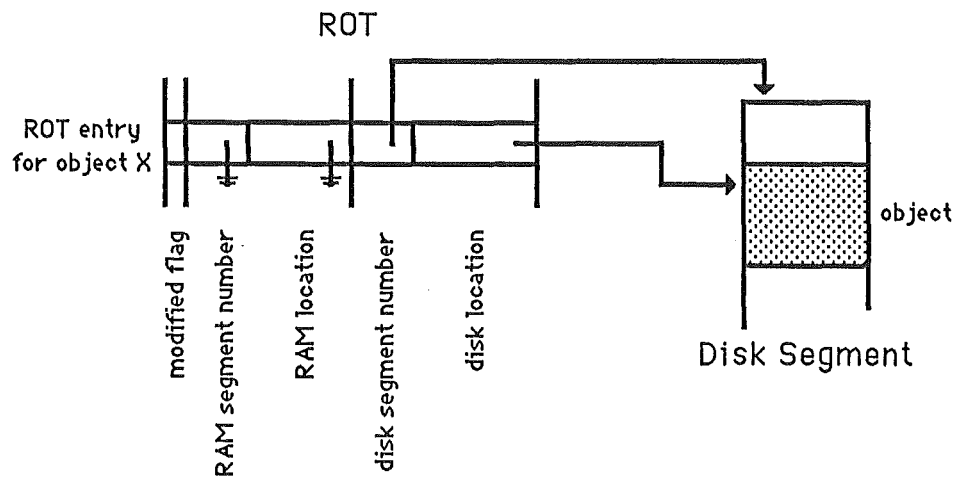 ROT
ROT entry
for object X
object
modified flag
RAM segment number
RAM location
disk segment number
disk location
Disk Segment